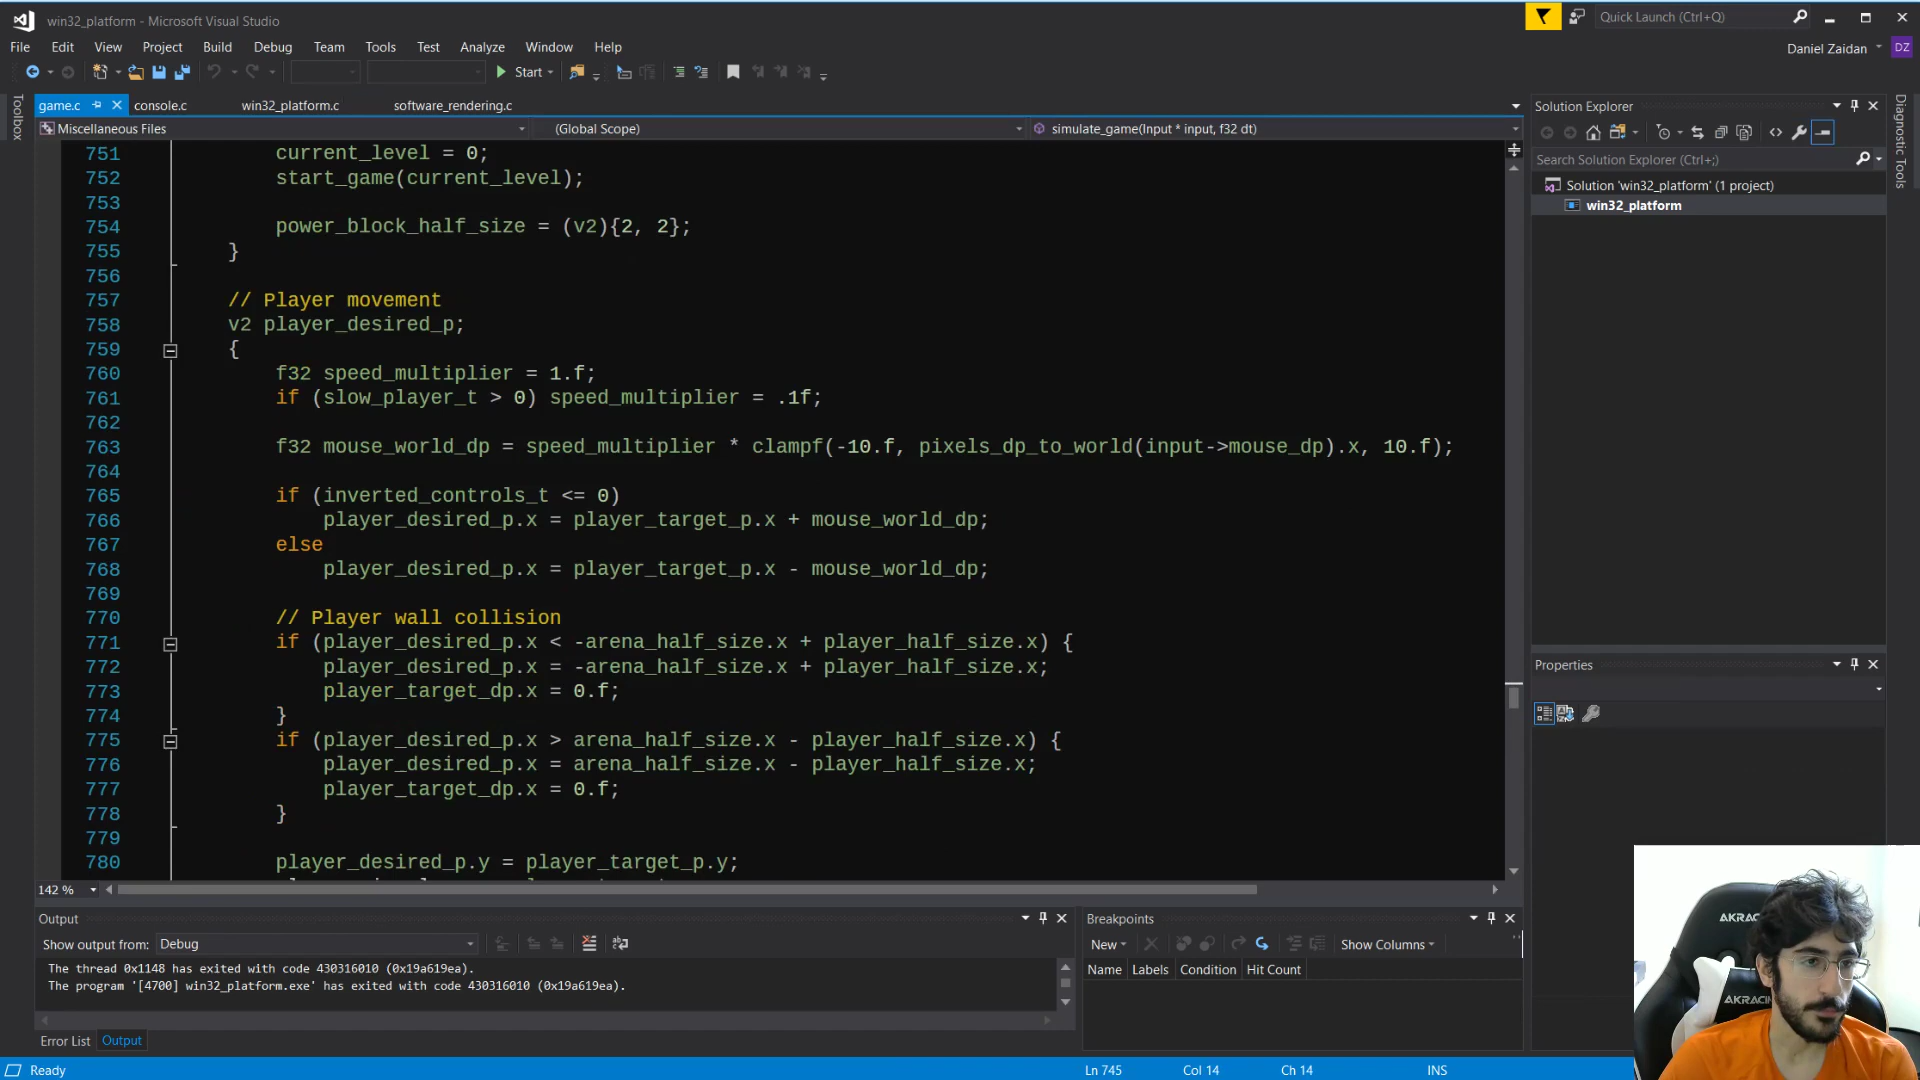 win32_platform - Microsoft Visual Studio
Quick Launch (Ctrl+Q)
File Edit View Project Build Debug Team Tools Test Analyze Window Help
Daniel Zaidan DZ
Start
Toolbox
game.c console.c win32_platform.c software_rendering.c
Miscellaneous Files (Global Scope) simulate_game(Input * input, f32 dt)
751 current_level = 0;
752 start_game(current_level);
753
754 power_block_half_size = (v2){2, 2};
755 }
756
757 // Player movement
758 v2 player_desired_p;
759 {
760 f32 speed_multiplier = 1.f;
761 if (slow_player_t > 0) speed_multiplier = .1f;
762
763 f32 mouse_world_dp = speed_multiplier * clampf(-10.f, pixels_dp_to_world(input->mouse_dp).x, 10.f);
764
765 if (inverted_controls_t <= 0)
766 player_desired_p.x = player_target_p.x + mouse_world_dp;
767 else
768 player_desired_p.x = player_target_p.x - mouse_world_dp;
769
770 // Player wall collision
771 if (player_desired_p.x < -arena_half_size.x + player_half_size.x) {
772 player_desired_p.x = -arena_half_size.x + player_half_size.x;
773 player_target_dp.x = 0.f;
774 }
775 if (player_desired_p.x > arena_half_size.x - player_half_size.x) {
776 player_desired_p.x = arena_half_size.x - player_half_size.x;
777 player_target_dp.x = 0.f;
778 }
779
780 player_desired_p.y = player_target_p.y;
142 %
Solution Explorer
Search Solution Explorer (Ctrl+;)
Solution 'win32_platform' (1 project)
win32_platform
Properties
Diagnostic Tools
Output
Show output from: Debug
The thread 0x1148 has exited with code 430316010 (0x19a619ea).
The program '[4700] win32_platform.exe' has exited with code 430316010 (0x19a619ea).
Error List Output
Breakpoints
New Show Columns
Name Labels Condition Hit Count
Ready Ln 745 Col 14 Ch 14 INS
AKRACING
AKRACING